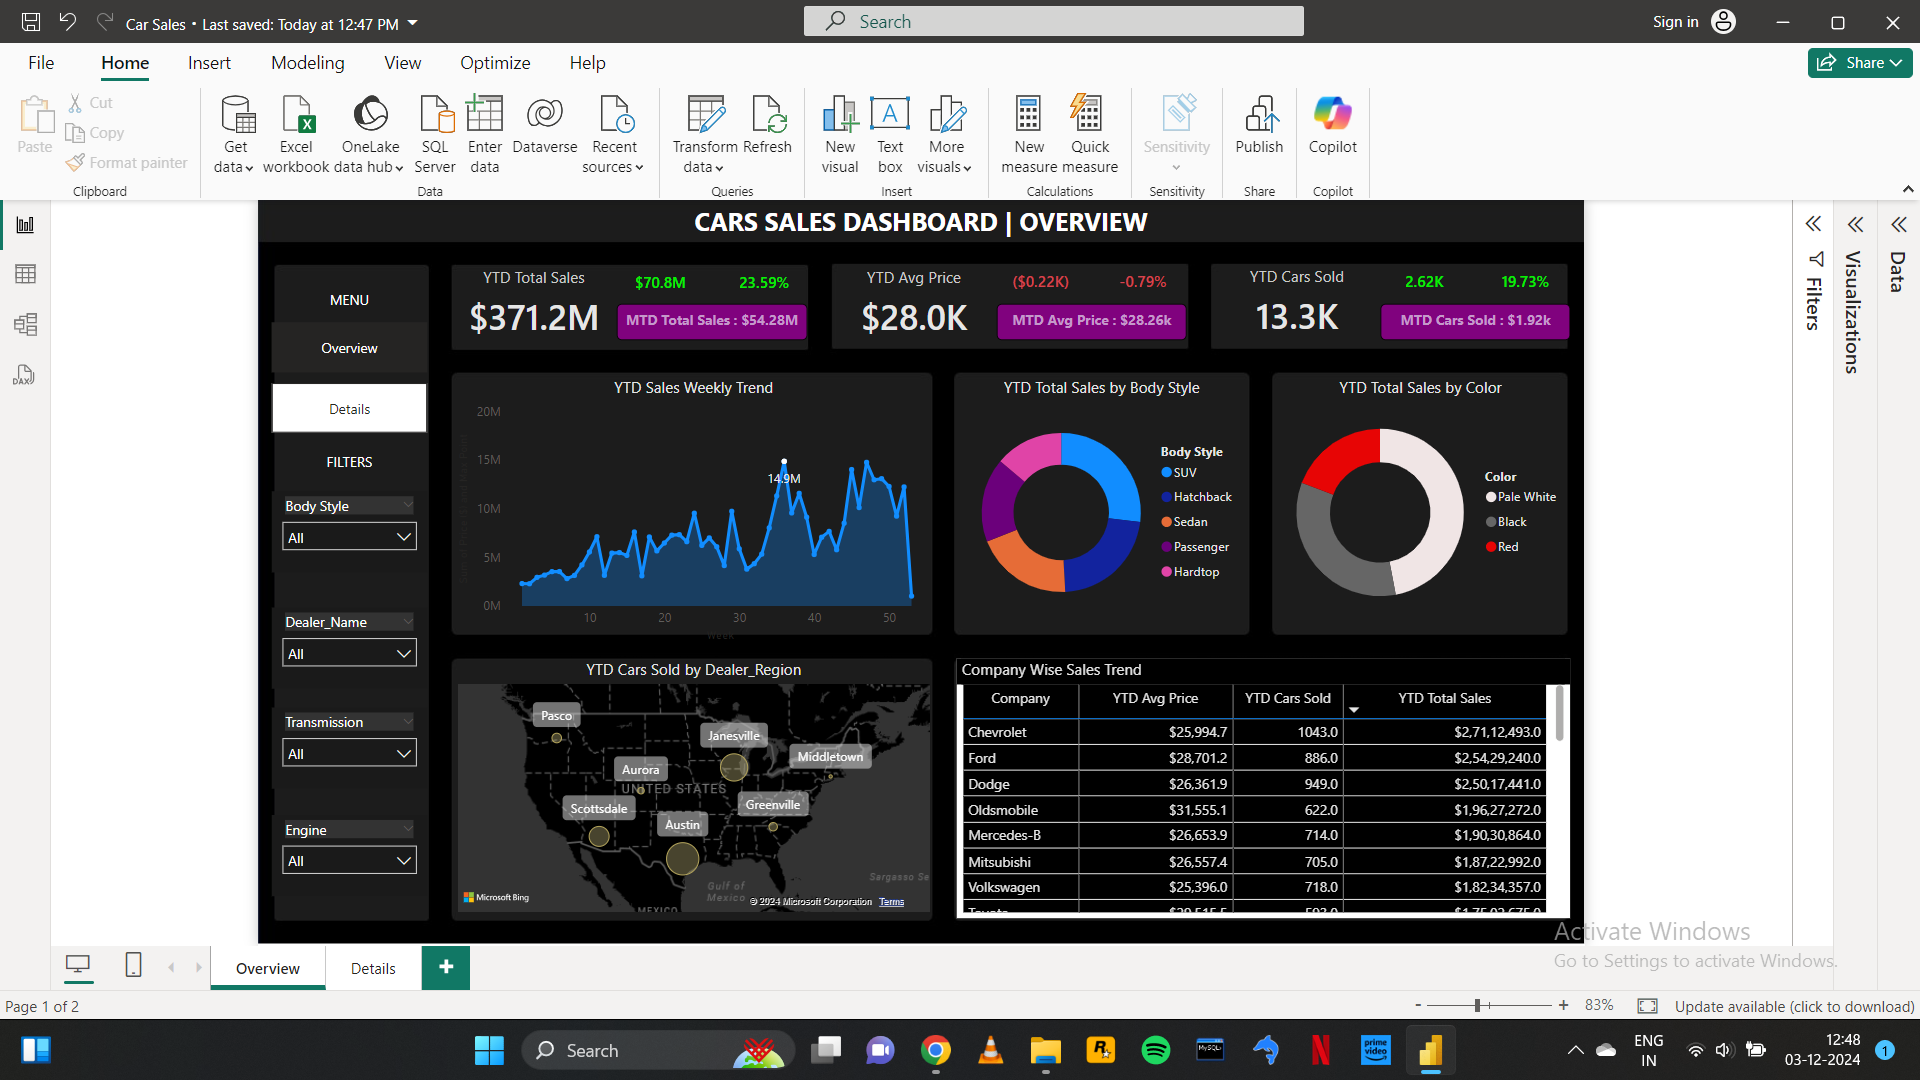 Car Sales • Last saved: Today at 12:47 PM
Search
Sign in
File Home Insert Modeling View Optimize Help
Share
Paste
Cut
Copy
Format painter
Clipboard
Get data
Excel workbook
OneLake data hub
SQL Server
Enter data
Dataverse
Recent sources
Data
Transform data
Refresh
Queries
New visual
Text box
More visuals
Insert
New measure
Quick measure
Calculations
Sensitivity
Sensitivity
Publish
Share
Copilot
Copilot
CARS SALES DASHBOARD | OVERVIEW
MENU
Overview
Details
FILTERS
Body Style
All
Dealer_Name
All
Transmission
All
Engine
All
YTD Total Sales
$70.8M 23.59%
$371.2M
MTD Total Sales : $54.28M
YTD Avg Price
($0.22K) -0.79%
$28.0K
MTD Avg Price : $28.26k
YTD Cars Sold
2.62K 19.73%
13.3K
MTD Cars Sold : $1.92k
YTD Sales Weekly Trend
20M
15M
10M
5M
0M
14.9M
10 20 30 40 50
Week
YTD Total Sales by Body Style
Body Style
SUV
Hatchback
Sedan
Passenger
Hardtop
YTD Total Sales by Color
Color
Pale White
Black
Red
YTD Cars Sold by Dealer_Region
Pasco
Janesville
Middletown
Aurora
UNITED STATES
Scottsdale
Greenville
Austin
Gulf of
Mexico
Sargasso Se
MEXICO
Microsoft Bing
© 2024 Microsoft Corporation Terms
Company Wise Sales Trend
Company YTD Avg Price YTD Cars Sold YTD Total Sales
Chevrolet $25,994.7 1043.0 $2,71,12,493.0
Ford $28,701.2 886.0 $2,54,29,240.0
Dodge $26,361.9 949.0 $2,50,17,441.0
Oldsmobile $31,555.1 622.0 $1,96,27,272.0
Mercedes-B $26,653.9 714.0 $1,90,30,864.0
Mitsubishi $26,557.4 705.0 $1,87,22,992.0
Volkswagen $25,396.0 718.0 $1,82,34,357.0
Filters
Visualizations
Data
DAX
Activate Windows
Go to Settings to activate Windows.
Overview
Details
Page 1 of 2
83%
Update available (click to download)
Search
MySQL
prime video
ENG
IN
12:48
03-12-2024
1